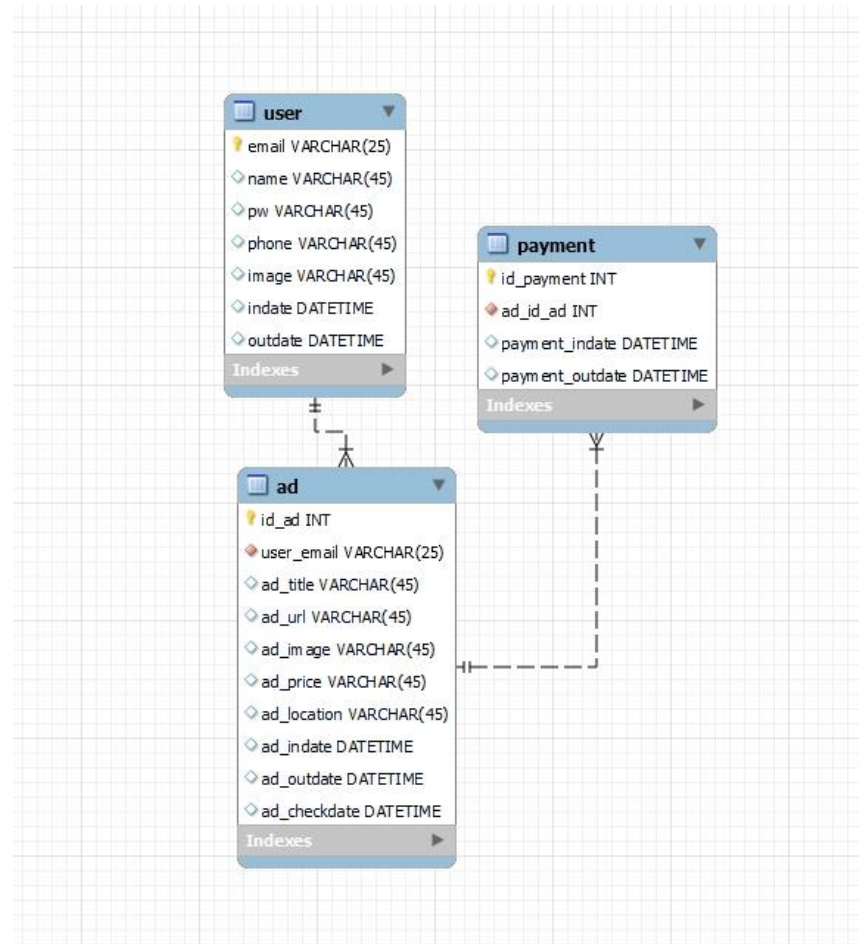 user
email VARCHAR(25)
name VARCHAR(45)
pw VARCHAR(45)
phone VARCHAR(45)
image VARCHAR(45)
indate DATETIME
outdate DATETIME
Indexes
payment
id_payment INT
ad_id_ad INT
payment_indate DATETIME
payment_outdate DATETIME
Indexes
ad
id_ad INT
user_email VARCHAR(25)
ad_title VARCHAR(45)
ad_url VARCHAR(45)
ad_image VARCHAR(45)
ad_price VARCHAR(45)
ad_location VARCHAR(45)
ad_indate DATETIME
ad_outdate DATETIME
ad_checkdate DATETIME
Indexes